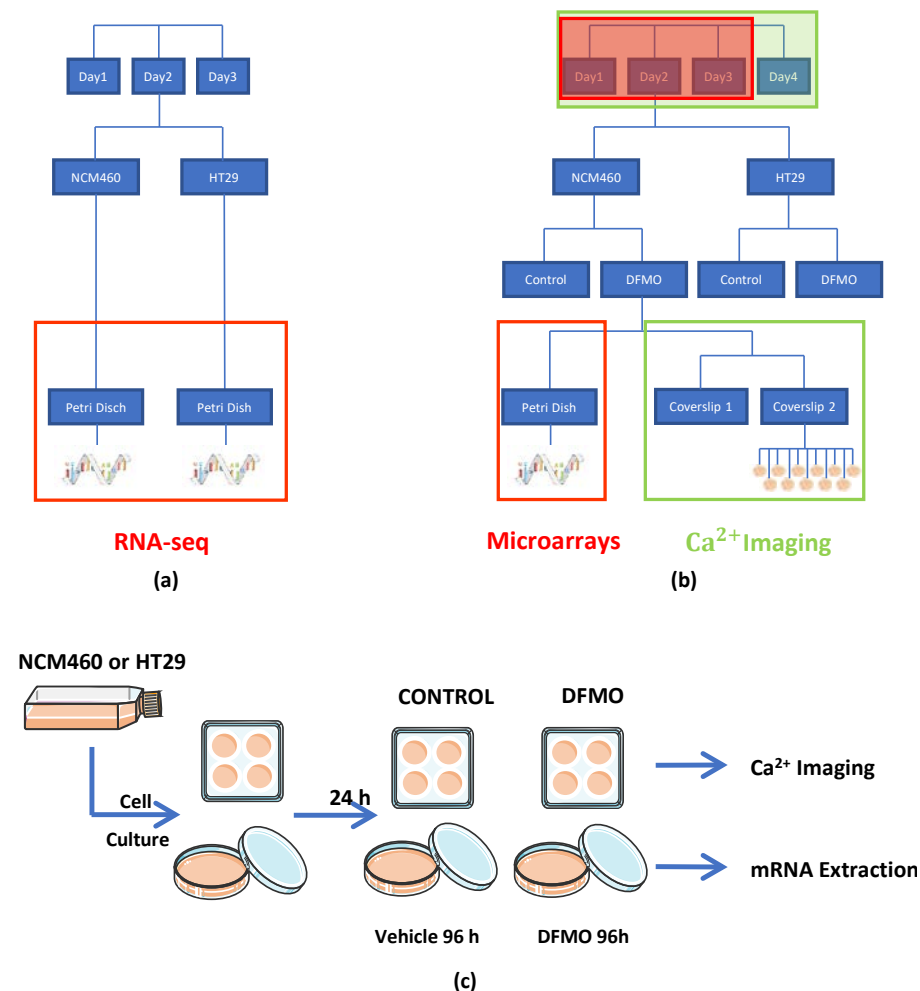 Day1
Day2
Day3
NCM460
HT29
Petri Disch
Petri Dish
RNA-seq
(a)
Day1
Day2
Day3
Day4
NCM460
HT29
Control
DFMO
Control
DFMO
Petri Dish
Coverslip 1
Coverslip 2
Microarrays
Ca²⁺ Imaging
(b)
NCM460 or HT29
Cell
Culture
24 h
CONTROL
DFMO
Ca²⁺ Imaging
mRNA Extraction
Vehicle 96 h
DFMO 96h
(c)